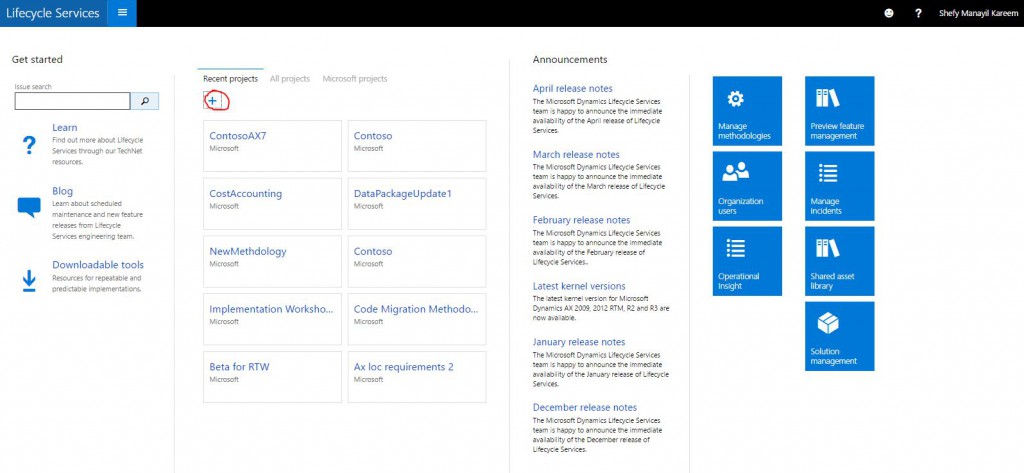 Lifecycle Services
? Shefy Manayil Kareem
Get started
Issue search
? Learn
Find out more about Lifecycle
Services through our TechNet
resources.
Blog
Learn about scheduled
maintenance and new feature
releases from Lifecycle
Services engineering team.
Downloadable tools
Resources for repeatable and
predictable implementations.
Recent projects All projects Microsoft projects
+
ContosoAX7
Microsoft
Contoso
Microsoft
CostAccounting
Microsoft
DataPackageUpdate1
Microsoft
NewMethdology
Microsoft
Contoso
Microsoft
Implementation Worksho...
Microsoft
Code Migration Methodo...
Microsoft
Beta for RTW
Microsoft
Ax loc requirements 2
Microsoft
Announcements
April release notes
The Microsoft Dynamics Lifecycle Services
team is happy to announce the immediate
availability of the April release of Lifecycle
Services.
March release notes
The Microsoft Dynamics Lifecycle Services
team is happy to announce the immediate
availability of the March release of Lifecycle
Services.
February release notes
The Microsoft Dynamics Lifecycle Services
team is happy to announce the immediate
availability of the February release of
Lifecycle Services..
Latest kernel versions
The latest kernel version for Microsoft
Dynamics AX 2009, 2012 RTM, R2 and R3 are
now available.
January release notes
The Microsoft Dynamics Lifecycle Services
team is happy to announce the immediate
availability of the January release of Lifecycle
Services.
December release notes
The Microsoft Dynamics Lifecycle Services
team is happy to announce the immediate
availability of the December release of
Lifecycle Services.
Manage
methodologies
Preview feature
management
Organization
users
Manage
Incidents
Operational
Insight
Shared asset
library
Solution
management